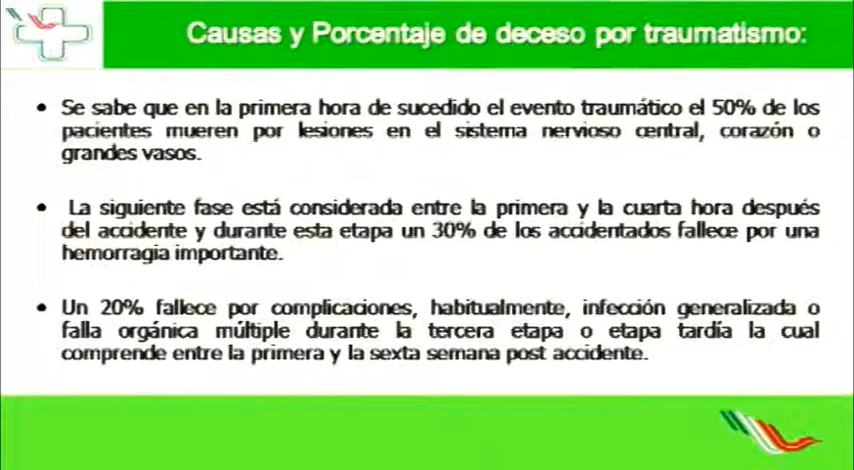 Causas y Porcentaje de deceso por traumatismo:
Se sabe que en la primera hora de sucedido el evento traumático el 50% de los
pacientes mueren por lesiones en el sistema nervioso central, corazón o
grandes vasos.
La siguiente fase está considerada entre la primera y la cuarta hora después
del accidente y durante esta etapa un 30% de los accidentados fallece por una
hemorragia importante.
Un 20% fallece por complicaciones, habitualmente, infección generalizada o
falla orgánica múltiple durante la tercera etapa o etapa tardía la cual
comprende entre la primera y la sexta semana post accidente.